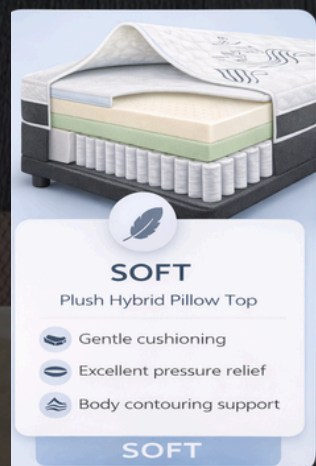 SOFT
Plush Hybrid Pillow Top
Gentle cushioning
Excellent pressure relief
Body contouring support
SOFT